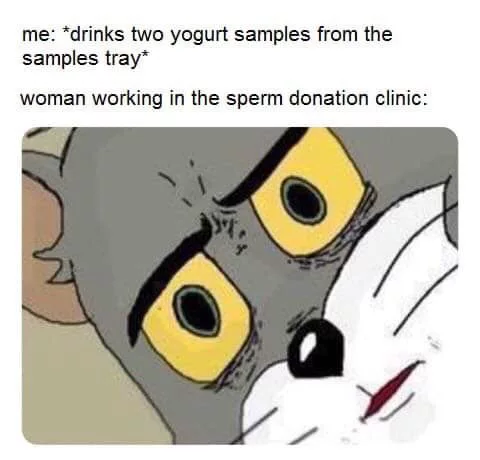 me: *drinks two yogurt samples from the
samples tray*
woman working in the sperm donation clinic: